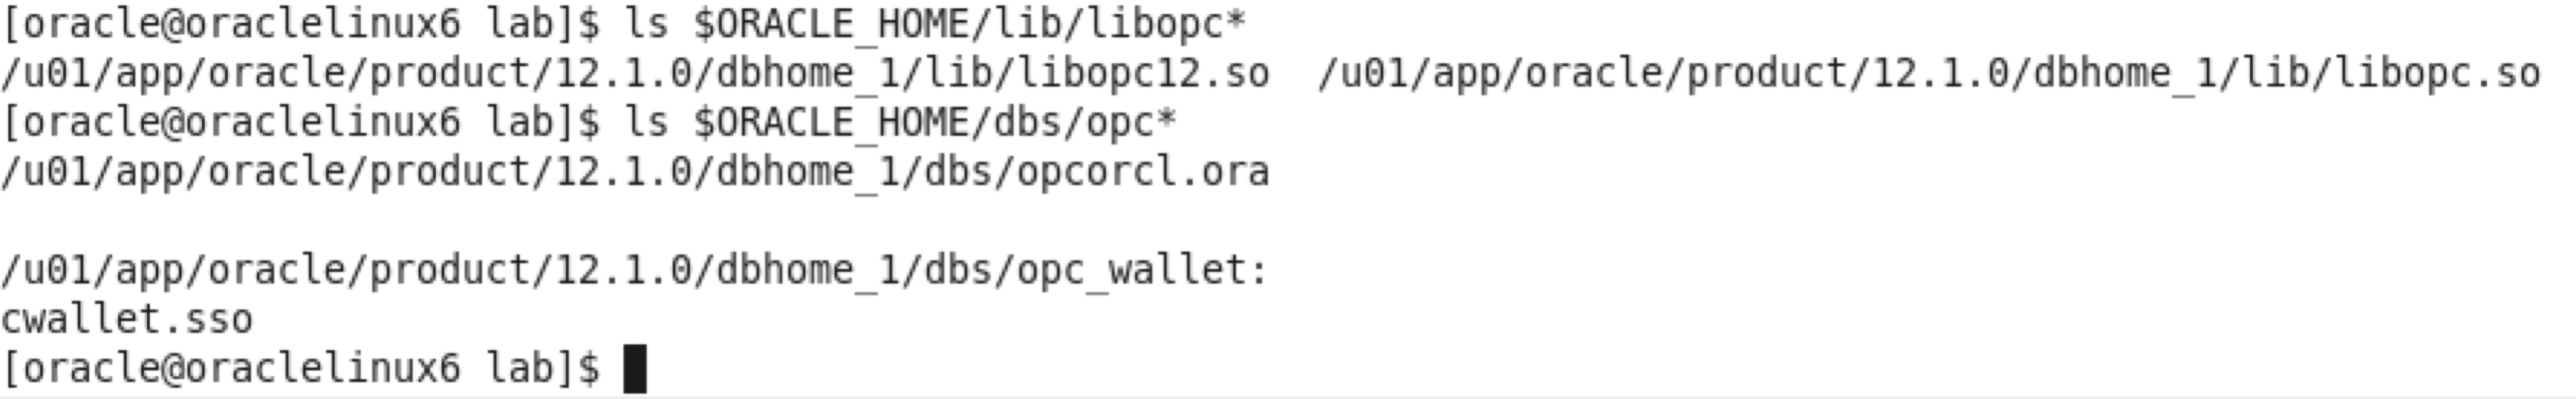 [oracle@oraclelinux6 lab]$ ls $ORACLE_HOME/lib/libopc*
/u01/app/oracle/product/12.1.0/dbhome_1/lib/libopc12.so  /u01/app/oracle/product/12.1.0/dbhome_1/lib/libopc.so
[oracle@oraclelinux6 lab]$ ls $ORACLE_HOME/dbs/opc*
/u01/app/oracle/product/12.1.0/dbhome_1/dbs/opcorcl.ora
/u01/app/oracle/product/12.1.0/dbhome_1/dbs/opc_wallet:
cwallet.sso
[oracle@oraclelinux6 lab]$